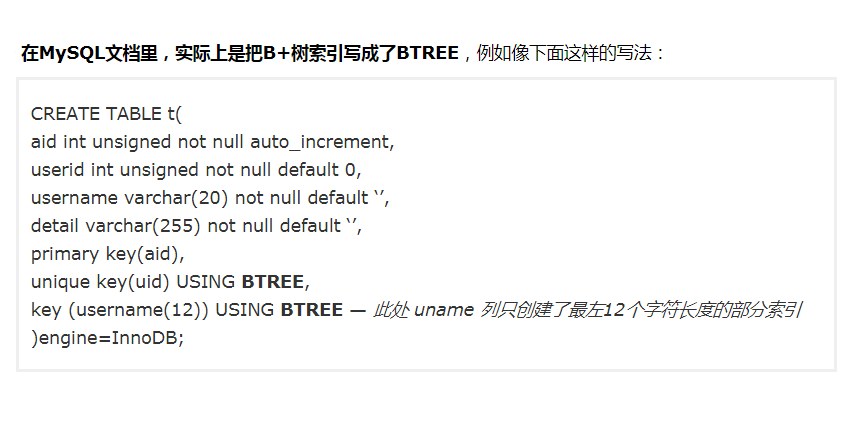 在MySQL文档里，实际上是把B+树索引写成了BTREE，例如像下面这样的写法：
CREATE TABLE t(
aid int unsigned not null auto_increment,
userid int unsigned not null default 0,
username varchar(20) not null default ‘’,
detail varchar(255) not null default ‘’,
primary key(aid),
unique key(uid) USING BTREE,
key (username(12)) USING BTREE — 此处 uname 列只创建了最左12个字符长度的部分索引
)engine=InnoDB;